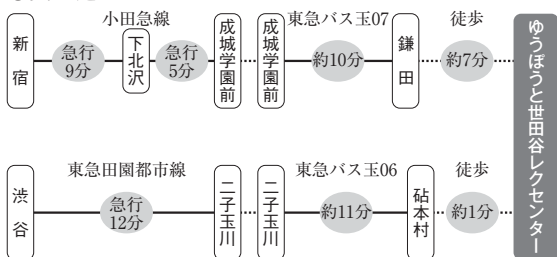 小田急線
東急バス玉07
徒歩
新宿
急行
9分
下北沢
急行
5分
成城学園前
成城学園前
約10分
鎌田
約7分
東急田園都市線
東急バス玉06
徒歩
渋谷
急行
12分
二子玉川
二子玉川
約11分
砧本村
約1分
ゆうぽうと世田谷レクセンター